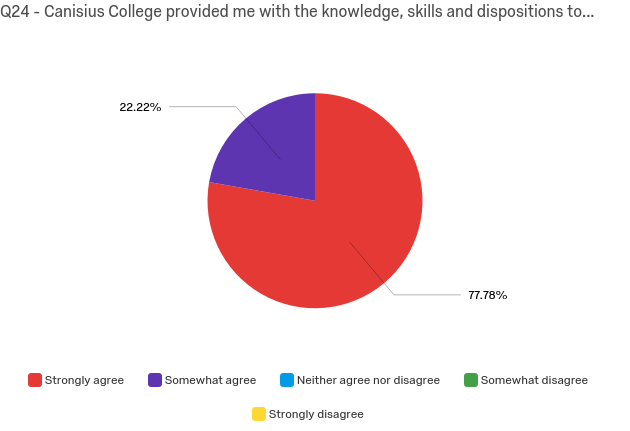 Q24 - Canisius College provided me with the knowledge, skills and dispositions to...
22.22%
77.78%
Strongly agree Somewhat agree Neither agree nor disagree Somewhat disagree
Strongly disagree